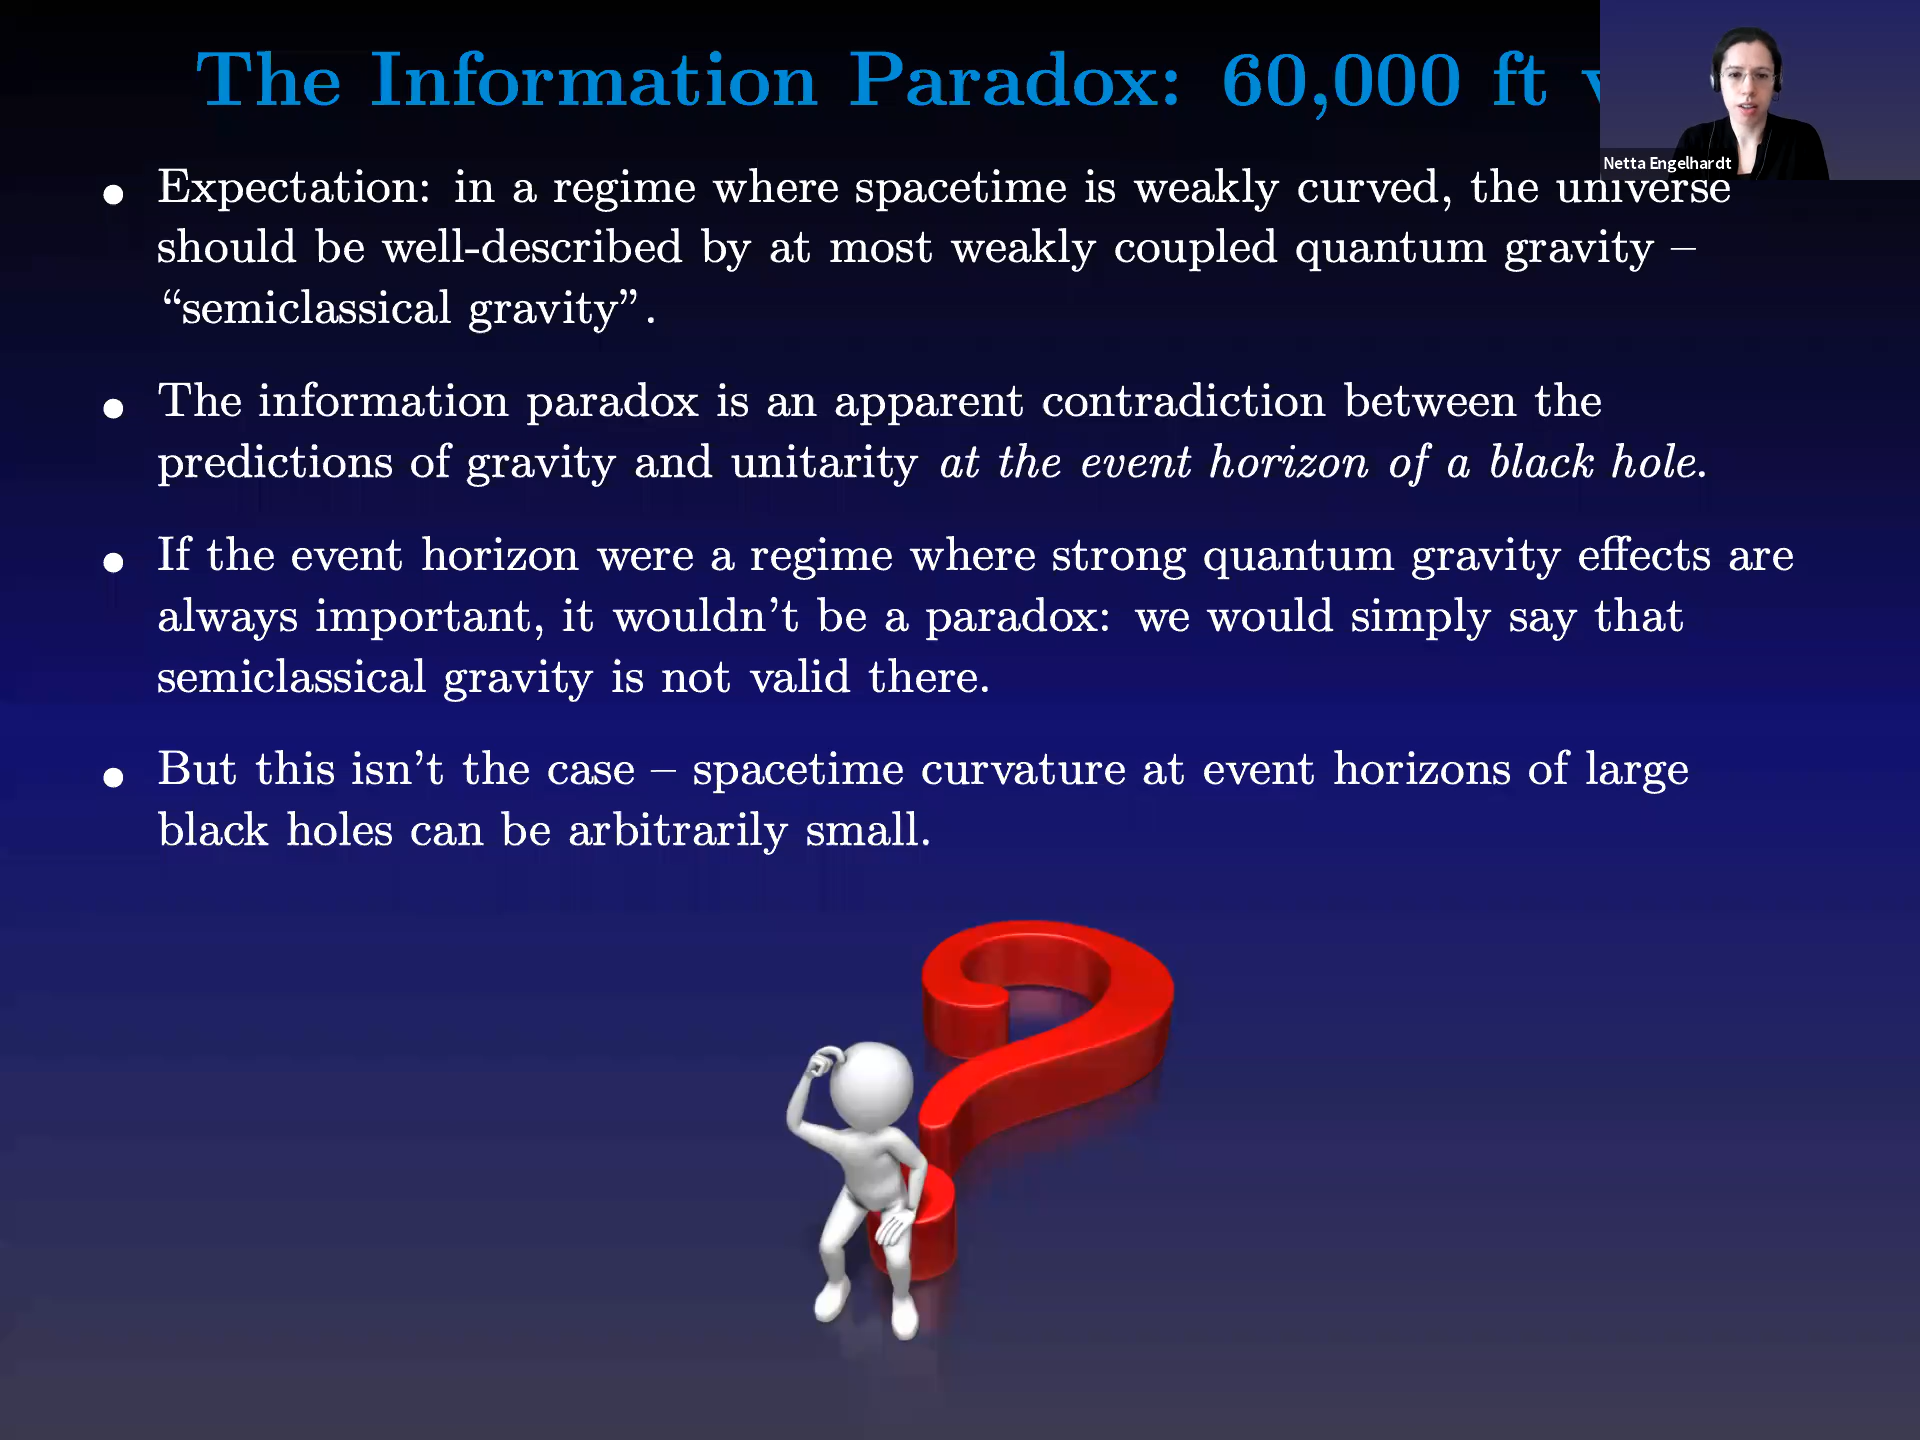 The Information Paradox: 60,000 ft
Netta Engelhardt
• Expectation: in a regime where spacetime is weakly curved, the universe
should be well-described by at most weakly coupled quantum gravity –
“semiclassical gravity”.
• The information paradox is an apparent contradiction between the
predictions of gravity and unitarity at the event horizon of a black hole.
• If the event horizon were a regime where strong quantum gravity effects are
always important, it wouldn’t be a paradox: we would simply say that
semiclassical gravity is not valid there.
• But this isn’t the case – spacetime curvature at event horizons of large
black holes can be arbitrarily small.